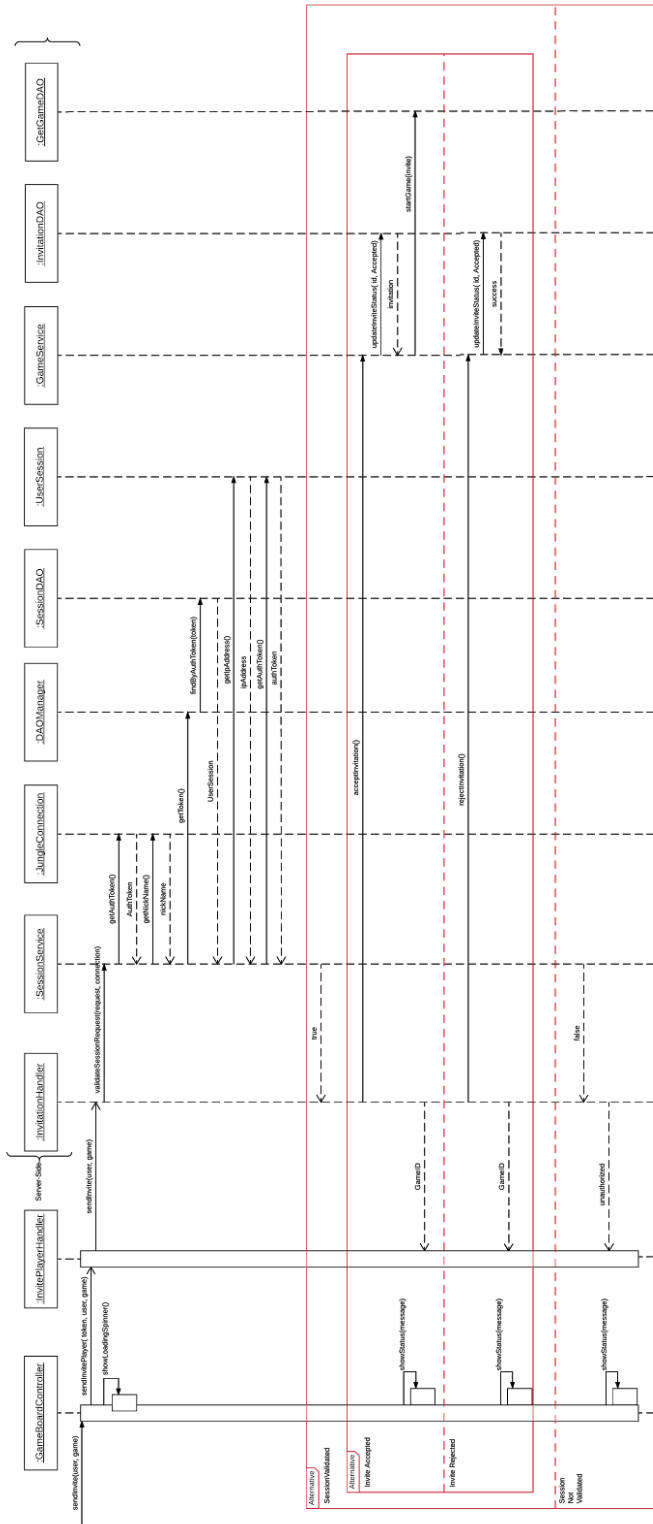 :GameBoardController
:InvitePlayerHandler
Server-Side
:InvitationHandler
:SessionService
:JungleConnection
:DAOManager
:SessionDAO
:UserSession
:GameService
:InvitationDAO
:GetGameDAO
sendInvite(user, game)
sendInvitePlayer( token, user, game)
showLoadingSpinner()
sendInvite(user, game)
validateSessionRequest(request, connection)
getAuthToken()
AuthToken
getNickName()
nickName
getToken()
findByAuthToken(token)
UserSession
getIpAddress()
ipAddress
getAuthToken()
authToken
Alternative
SessionValidated
true
Alternative
Invite Accepted
acceptInvitation()
updateInviteStatus( id, Accepted)
invitation
startGame(invite)
GameID
showStatus(message)
Invite Rejected
rejectInvitation()
updateInviteStatus( id, Accepted)
success
GameID
showStatus(message)
Session
Not
Validated
false
unauthorized
showStatus(message)